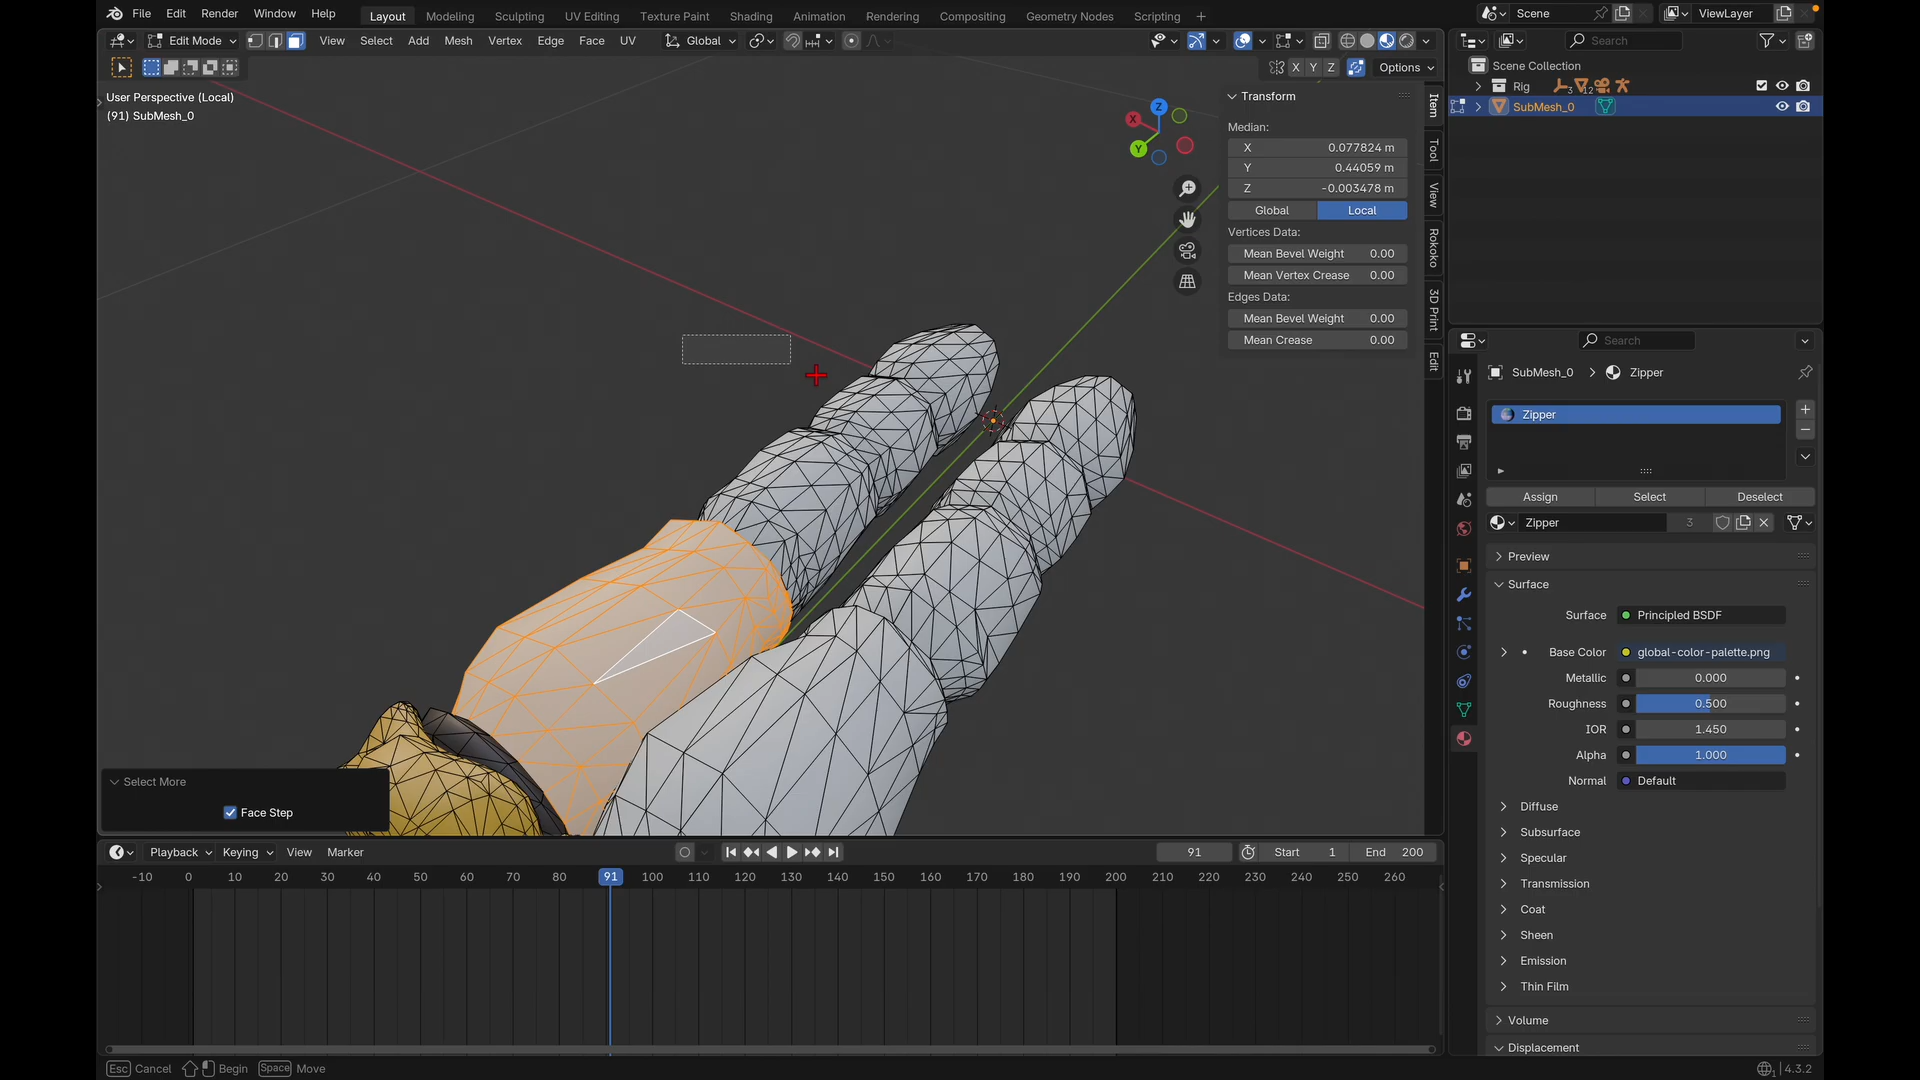 File Edit Render Window Help Layout Modeling Sculpting UV Editing Texture Paint Shading Animation Rendering Compositing Geometry Nodes Scripting + Scene ViewLayer
Edit Mode View Select Add Mesh Vertex Edge Face UV Global Search
X Y Z Options
Scene Collection
Rig 3 12
SubMesh_0
User Perspective (Local)
(91) SubMesh_0
Z
X
Y
Transform
Median:
X 0.077824 m
Y 0.44059 m
Z -0.003478 m
Global Local
Vertices Data:
Mean Bevel Weight 0.00
Mean Vertex Crease 0.00
Edges Data:
Mean Bevel Weight 0.00
Mean Crease 0.00
Item
Tool
View
Rokoko
3D Print
Edit
Search
SubMesh_0 > Zipper
Zipper
Assign Select Deselect
Zipper 3
Preview
Surface
Surface Principled BSDF
Base Color global-color-palette.png
Metallic 0.000
Roughness 0.500
IOR 1.450
Alpha 1.000
Normal Default
Diffuse
Subsurface
Specular
Transmission
Coat
Sheen
Emission
Thin Film
Volume
Displacement
Select More
Face Step
Playback Keying View Marker 91 Start 1 End 200
-10 0 10 20 30 40 50 60 70 80 91 100 110 120 130 140 150 160 170 180 190 200 210 220 230 240 250 260
Esc Cancel Begin Space Move 4.3.2